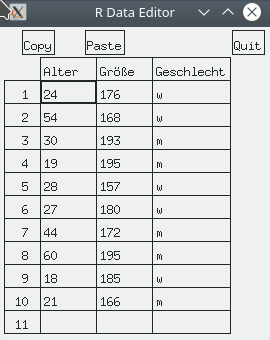 R Data Editor
Copy Paste Quit
Alter Größe Geschlecht
1 24 176 w
2 54 168 w
3 30 193 m
4 19 195 m
5 28 157 w
6 27 180 w
7 44 172 m
8 60 195 m
9 18 185 w
10 21 166 m
11